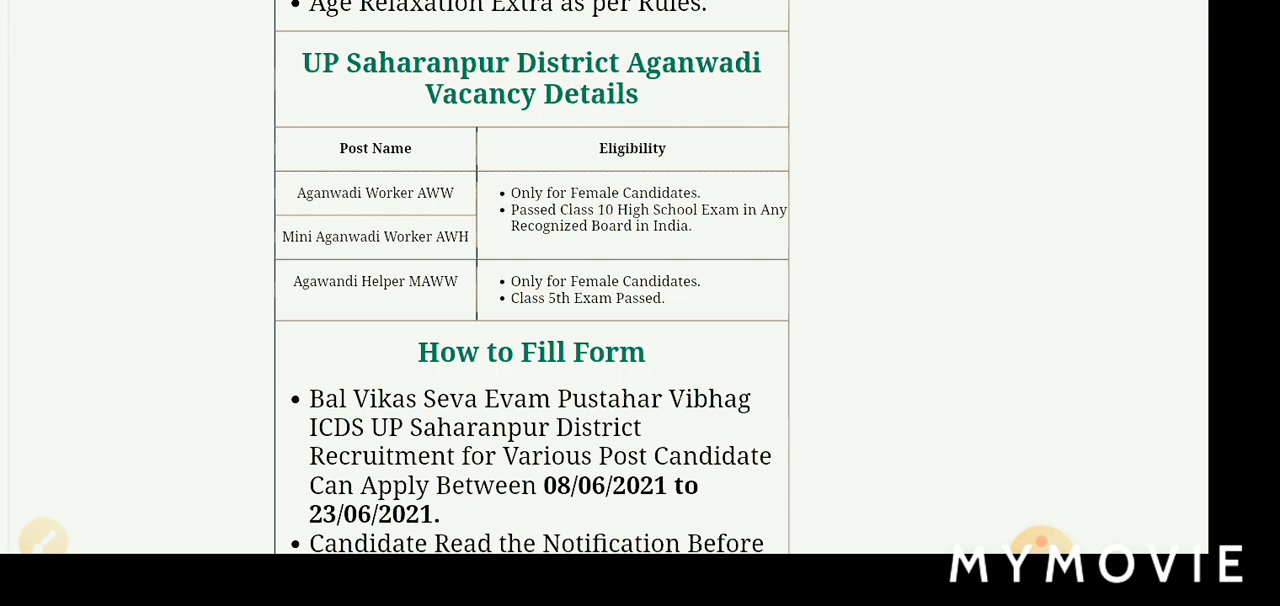 • Age Relaxation Extra as per Rules.
UP Saharanpur District Aganwadi
Vacancy Details
Post Name
Eligibility
Aganwadi Worker AWW
Mini Aganwadi Worker AWH
• Only for Female Candidates.
• Passed Class 10 High School Exam in Any
Recognized Board in India.
Agawandi Helper MAWW
• Only for Female Candidates.
• Class 5th Exam Passed.
How to Fill Form
• Bal Vikas Seva Evam Pustahar Vibhag
ICDS UP Saharanpur District
Recruitment for Various Post Candidate
Can Apply Between 08/06/2021 to
23/06/2021.
• Candidate Read the Notification Before
MYMOVIE